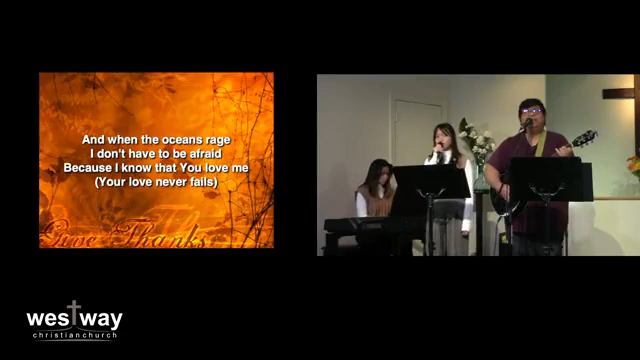 And when the oceans rage
I don't have to be afraid
Because I know that You love me
(Your love never fails)
Give Thanks
westway
christianchurch